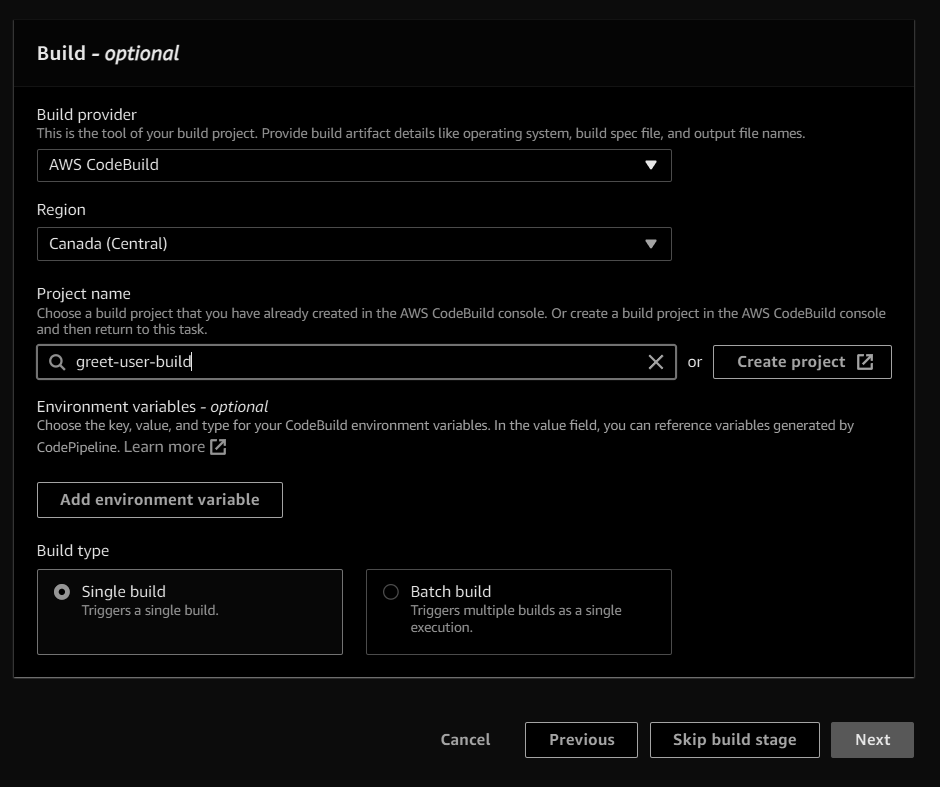 Build - optional
Build provider
This is the tool of your build project. Provide build artifact details like operating system, build spec file, and output file names.
AWS CodeBuild
Region
Canada (Central)
Project name
Choose a build project that you have already created in the AWS CodeBuild console. Or create a build project in the AWS CodeBuild console
and then return to this task.
greet-user-build or Create project
Environment variables - optional
Choose the key, value, and type for your CodeBuild environment variables. In the value field, you can reference variables generated by
CodePipeline. Learn more
Add environment variable
Build type
Single build
Triggers a single build.
Batch build
Triggers multiple builds as a single
execution.
Cancel Previous Skip build stage Next